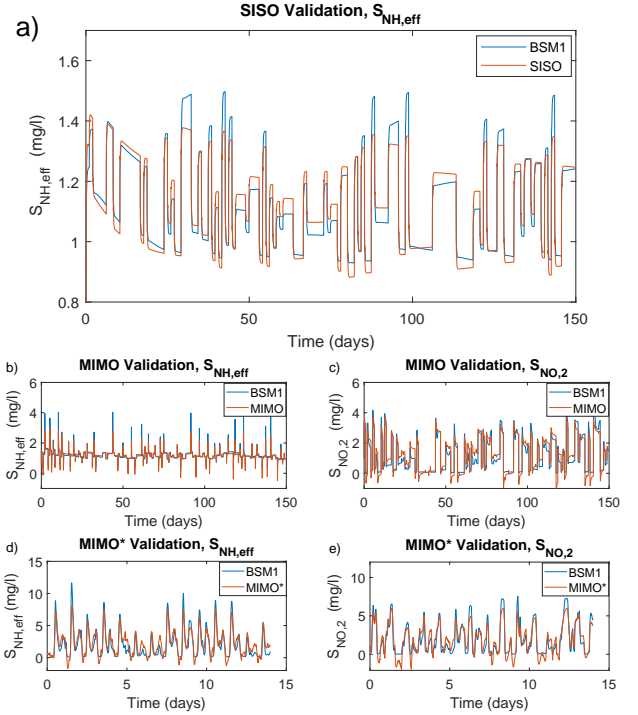 a)
SISO Validation, S_NH,eff
1.6
1.4
1.2
1
0.8
S_NH,eff (mg/l)
BSM1
SISO
0 50 100 150
Time (days)
b)
MIMO Validation, S_NH,eff
6
4
2
0
S_NH,eff (mg/l)
BSM1
MIMO
0 50 100 150
Time (days)
c)
MIMO Validation, S_NO,2
6
4
2
0
S_NO,2 (mg/l)
BSM1
MIMO
0 50 100 150
Time (days)
d)
MIMO* Validation, S_NH,eff
15
10
5
0
S_NH,eff (mg/l)
BSM1
MIMO*
0 5 10 15
Time (days)
e)
MIMO* Validation, S_NO,2
10
5
0
S_NO,2 (mg/l)
BSM1
MIMO*
0 5 10 15
Time (days)